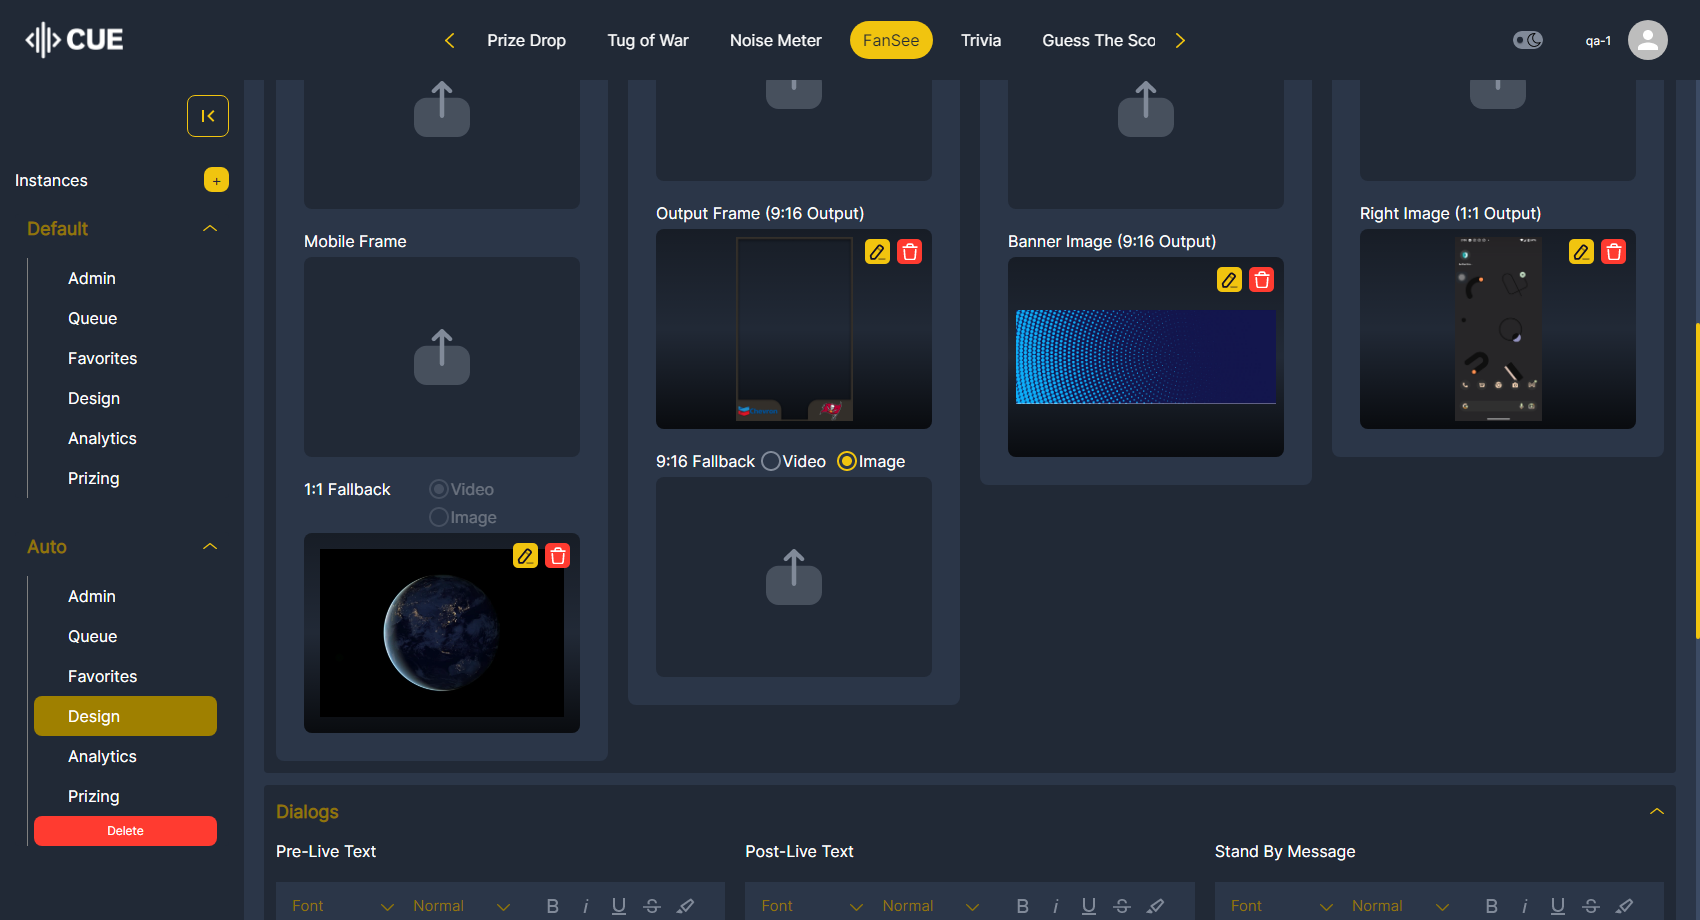 CUE
Prize Drop
Tug of War
Noise Meter
FanSee
Trivia
Guess The Sco
qa-1
Instances
+
Default
Admin
Queue
Favorites
Design
Analytics
Prizing
Auto
Admin
Queue
Favorites
Design
Analytics
Prizing
Delete
Mobile Frame
1:1 Fallback
Video
Image
Output Frame (9:16 Output)
9:16 Fallback Video Image
Banner Image (9:16 Output)
Right Image (1:1 Output)
Dialogs
Pre-Live Text
Font Normal B i U S
Post-Live Text
Font Normal B i U S
Stand By Message
Font Normal B i U S